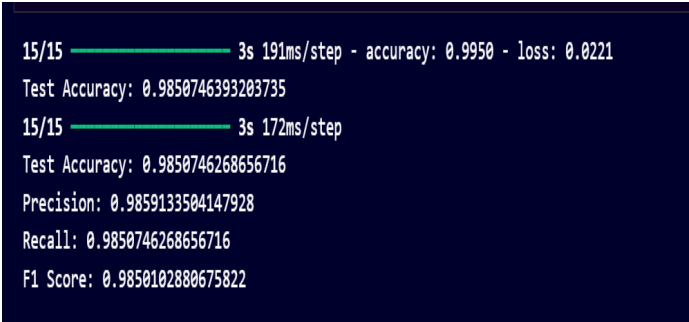 15/15 ━━━━━━━━━━━━━━━━━━━━ 3s 191ms/step - accuracy: 0.9950 - loss: 0.0221
Test Accuracy: 0.9850746393203735
15/15 ━━━━━━━━━━━━━━━━━━━━ 3s 172ms/step
Test Accuracy: 0.9850746268656716
Precision: 0.9859133504147928
Recall: 0.9850746268656716
F1 Score: 0.9850102880675822